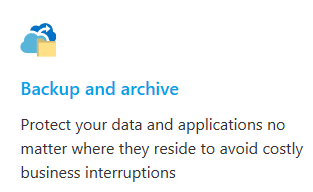 Backup and archive
Protect your data and applications no
matter where they reside to avoid costly
business interruptions